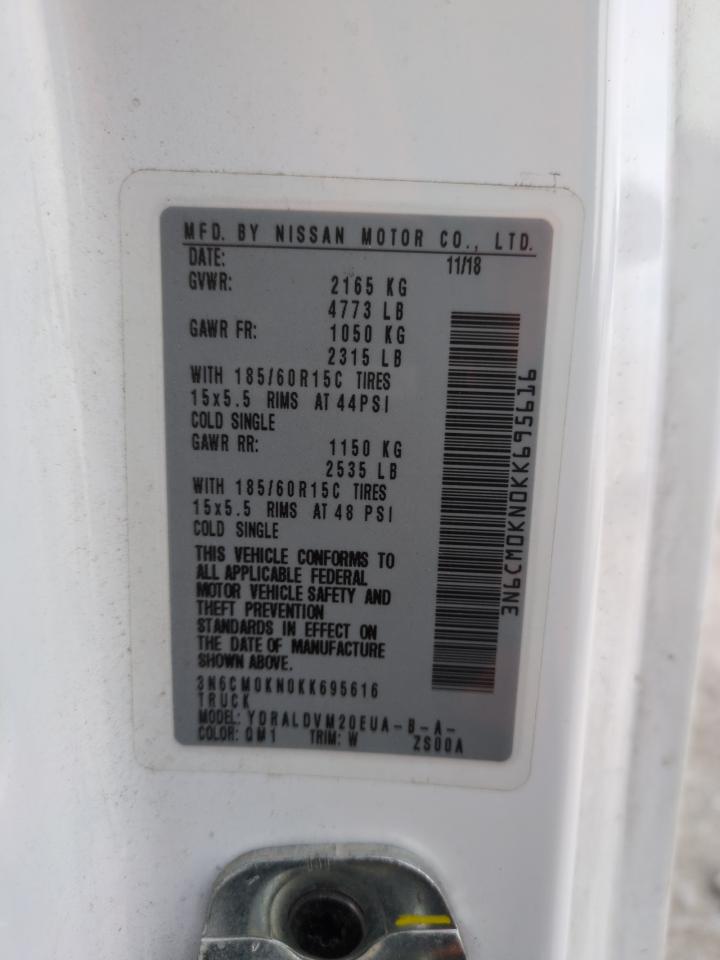 MFD. BY NISSAN MOTOR CO., LTD.
DATE: 11/18
GVWR: 2165 KG
4773 LB
GAWR FR: 1050 KG
2315 LB
WITH 185/60R15C TIRES
15x5.5 RIMS AT 44PSI
COLD SINGLE
GAWR RR: 1150 KG
2535 LB
WITH 185/60R15C TIRES
15x5.5 RIMS AT 48 PSI
COLD SINGLE
THIS VEHICLE CONFORMS TO
ALL APPLICABLE FEDERAL
MOTOR VEHICLE SAFETY AND
THEFT PREVENTION
STANDARDS IN EFFECT ON
THE DATE OF MANUFACTURE
SHOWN ABOVE.
3N6CM0KN0KK695616
TRUCK
MODEL: YDRALDVM20EUA-B-A-
COLOR: QM1 TRIM: W ZS00A
3N6CM0KN0KK695616